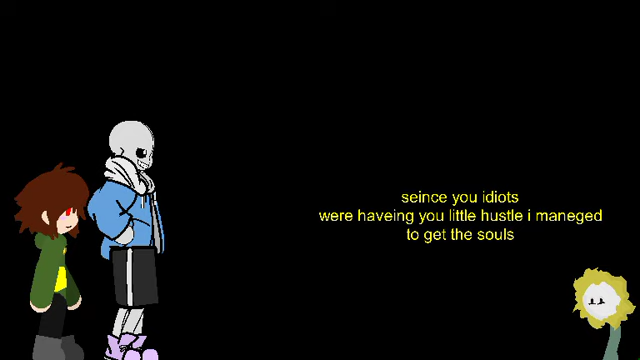 seince you idiots
were haveing you little hustle i maneged
to get the souls